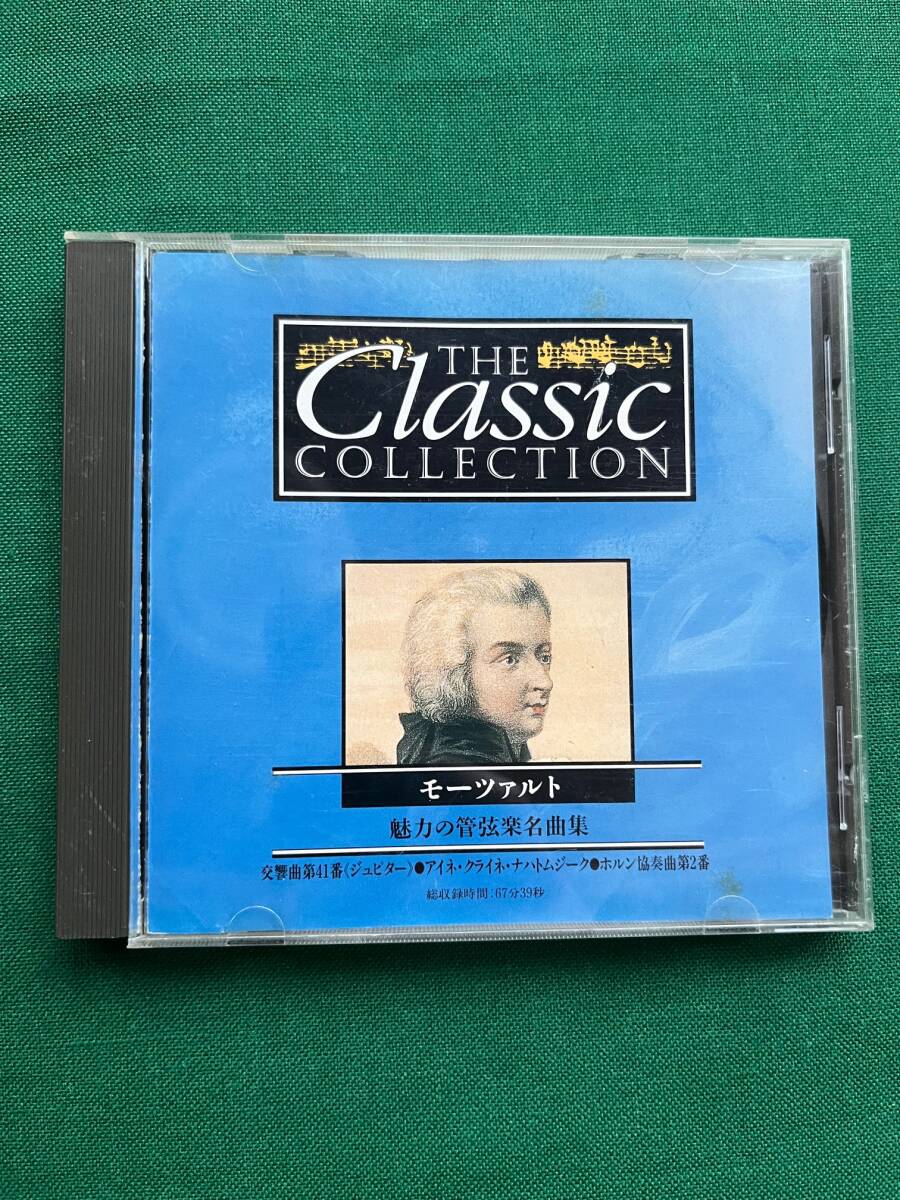 THE
Classic
COLLECTION
モーツァルト
魅力の管弦楽名曲集
交響曲第41番《ジュピター》●アイネ・クライネ・ナハトムジーク●ホルン協奏曲第2番
総収録時間:67分39秒